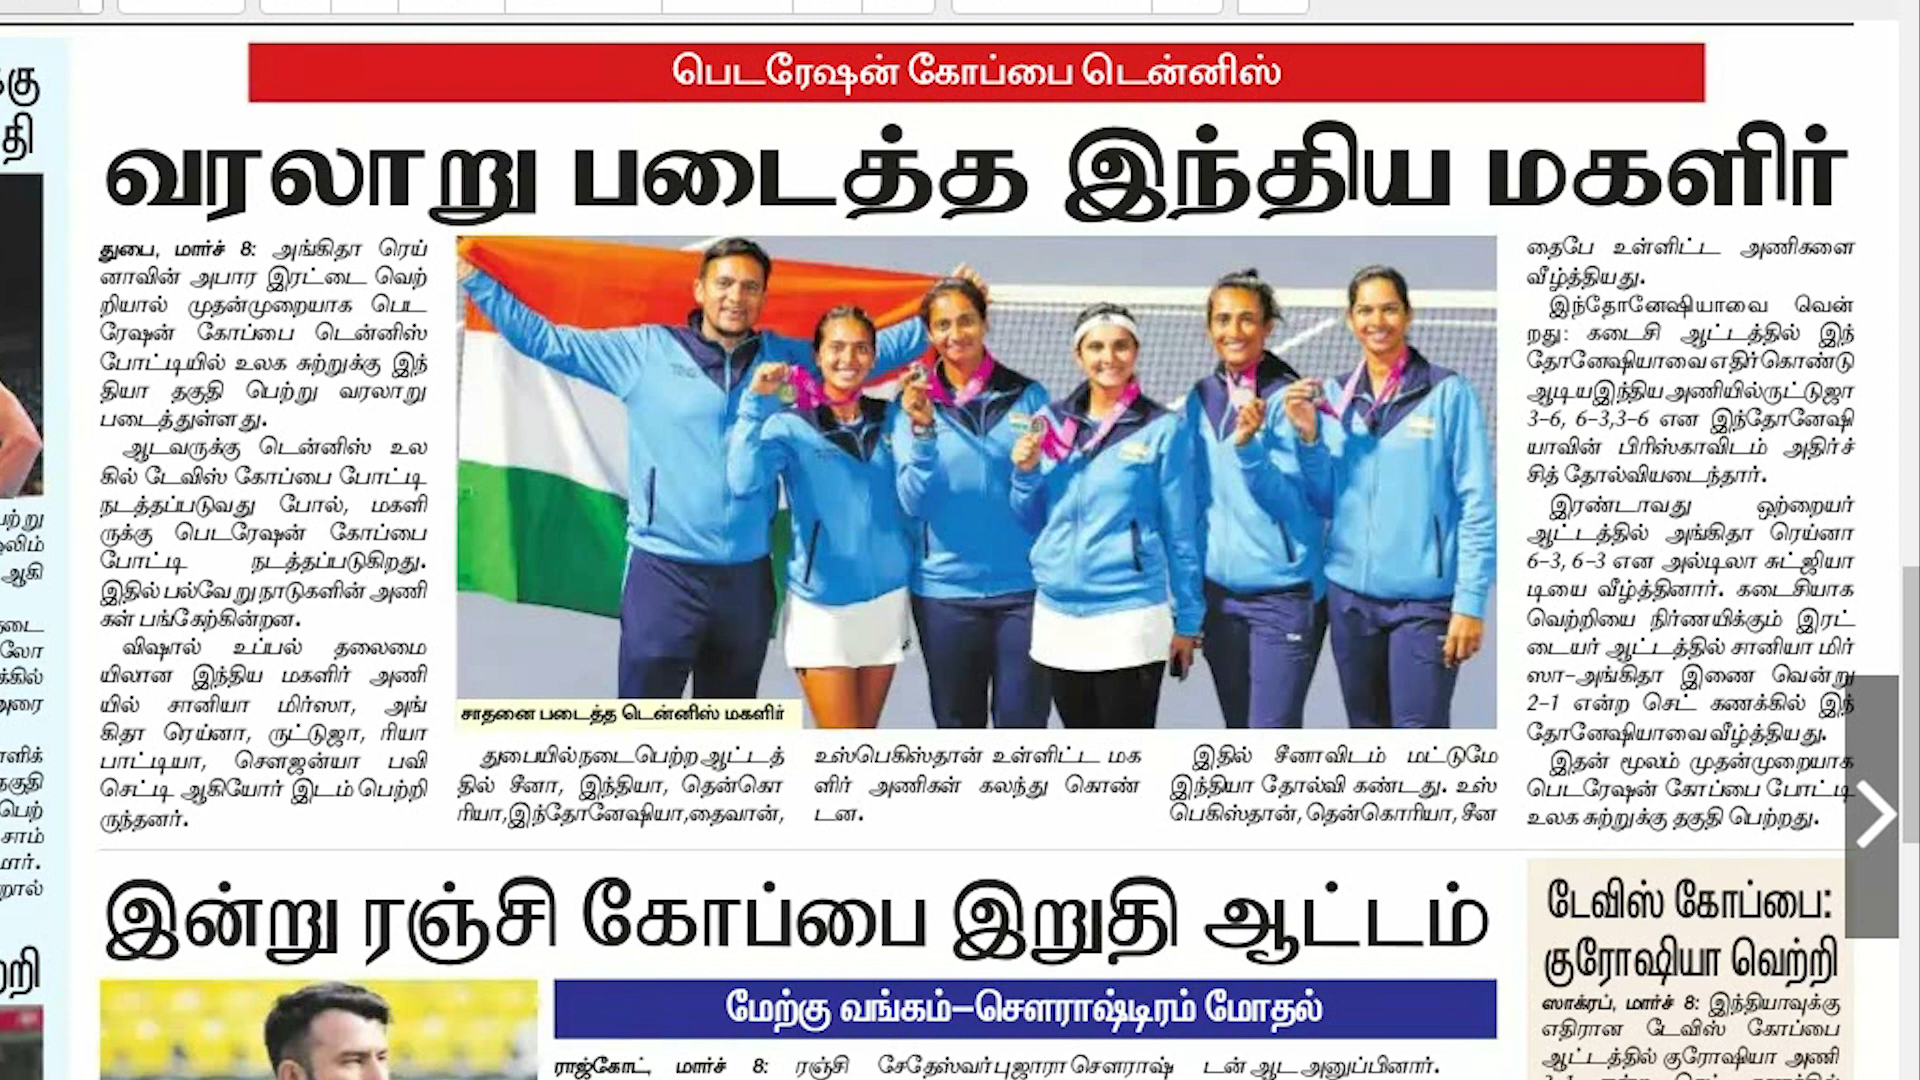 பெடரேஷன் கோப்பை டென்னிஸ்
வரலாறு படைத்த இந்திய மகளிர்
துபை, மார்ச் 8: அங்கிதா ரெய்
னாவின் அபார இரட்டை வெற்
றியால் முதன்முறையாக பெட
ரேஷன் கோப்பை டென்னிஸ்
போட்டியில் உலக சுற்றுக்கு இந்
தியா தகுதி பெற்று வரலாறு
படைத்துள்ளது.
ஆடவருக்கு டென்னிஸ் உல
கில் டேவிஸ் கோப்பை போட்டி
நடத்தப்படுவது போல், மகளி
ருக்கு பெடரேஷன் கோப்பை
போட்டி நடத்தப்படுகிறது.
இதில் பல்வேறு நாடுகளின் அணி
கள் பங்கேற்கின்றன.
விஷால் உப்பல் தலைமை
யிலான இந்திய மகளிர் அணி
யில் சானியா மிர்ஸா, அங்
கிதா ரெய்னா, ருட்டுஜா, ரியா
பாட்டியா, சௌஜன்யா பவி
செட்டி ஆகியோர் இடம் பெற்றி
ருந்தனர்.
சாதனை படைத்த டென்னிஸ் மகளிர்
துபையில் நடைபெற்ற ஆட்டத்
தில் சீனா, இந்தியா, தென்கொ
ரியா,இந்தோனேஷியா,தைவான்,
உஸ்பெகிஸ்தான் உள்ளிட்ட மக
ளிர் அணிகள் கலந்து கொண்
டன.
இதில் சீனாவிடம் மட்டுமே
இந்தியா தோல்வி கண்டது. உஸ்
பெகிஸ்தான், தென்கொரியா, சீன
தைபே உள்ளிட்ட அணிகளை
வீழ்த்தியது.
இந்தோனேஷியாவை வென்
றது: கடைசி ஆட்டத்தில் இந்
தோனேஷியாவை எதிர்கொண்டு
ஆடிய இந்திய அணியில் ருட்டுஜா
3-6, 6-3,3-6 என இந்தோனேஷி
யாவின் பிரிஸ்காவிடம் அதிர்ச்
சித் தோல்வியடைந்தார்.
இரண்டாவது ஒற்றையர்
ஆட்டத்தில் அங்கிதா ரெய்னா
6-3, 6-3 என அல்டிலா சுட்ஜியா
டியை வீழ்த்தினார். கடைசியாக
வெற்றியை நிர்ணயிக்கும் இரட்
டையர் ஆட்டத்தில் சானியா மிர்
ஸா-அங்கிதா இணை வென்று
2-1 என்ற செட் கணக்கில் இந்
தோனேஷியாவை வீழ்த்தியது.
இதன் மூலம் முதன்முறையாக
பெடரேஷன் கோப்பை போட்டி
உலக சுற்றுக்கு தகுதி பெற்றது.
இன்று ரஞ்சி கோப்பை இறுதி ஆட்டம்
மேற்கு வங்கம்-சௌராஷ்டிரம் மோதல்
ராஜ்கோட், மார்ச் 8: ரஞ்சி
சேதேஸ்வர் புஜாரா சௌராஷ்
டன் ஆட அனுப்பினார்.
டேவிஸ் கோப்பை:
குரோஷியா வெற்றி
ஸாக்ரப், மார்ச் 8: இந்தியாவுக்கு
எதிரான டேவிஸ் கோப்பை
ஆட்டத்தில் குரோஷியா அணி